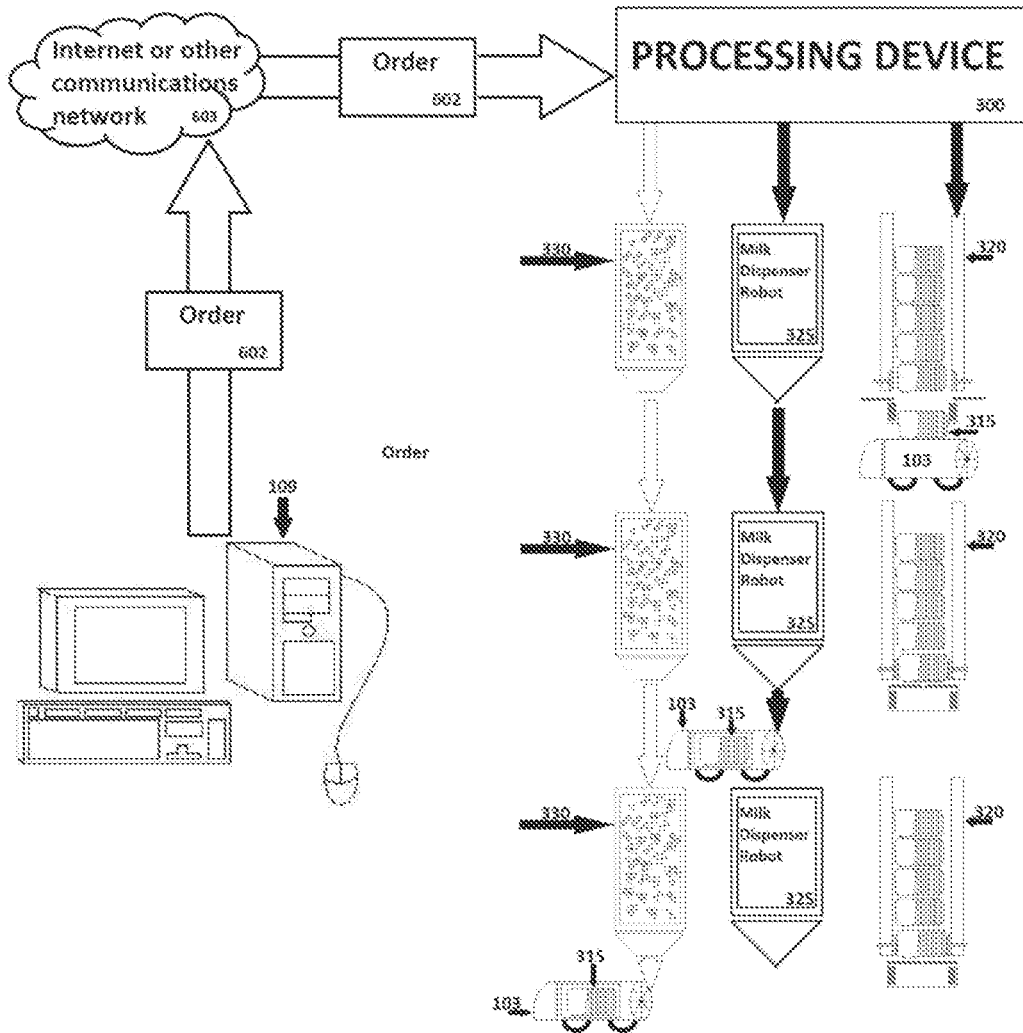 Internet or other
communications
network 603
Order
602
PROCESSING DEVICE
300
Order
602
Order
109
330
Milk
Dispenser
Robot
325
320
315
103
330
Milk
Dispenser
Robot
325
320
103
315
330
Milk
Dispenser
Robot
325
320
315
103